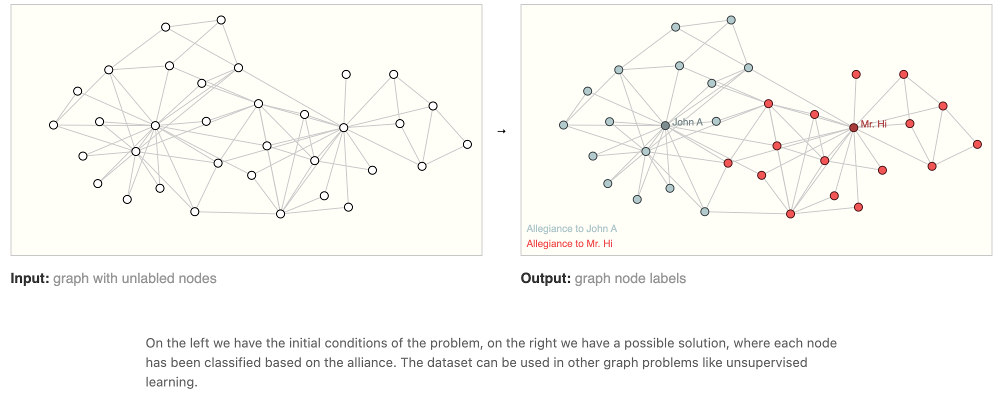 →
John A
Mr. Hi
Allegiance to John A
Allegiance to Mr. Hi
Input: graph with unlabled nodes
Output: graph node labels
On the left we have the initial conditions of the problem, on the right we have a possible solution, where each node
has been classified based on the alliance. The dataset can be used in other graph problems like unsupervised
learning.